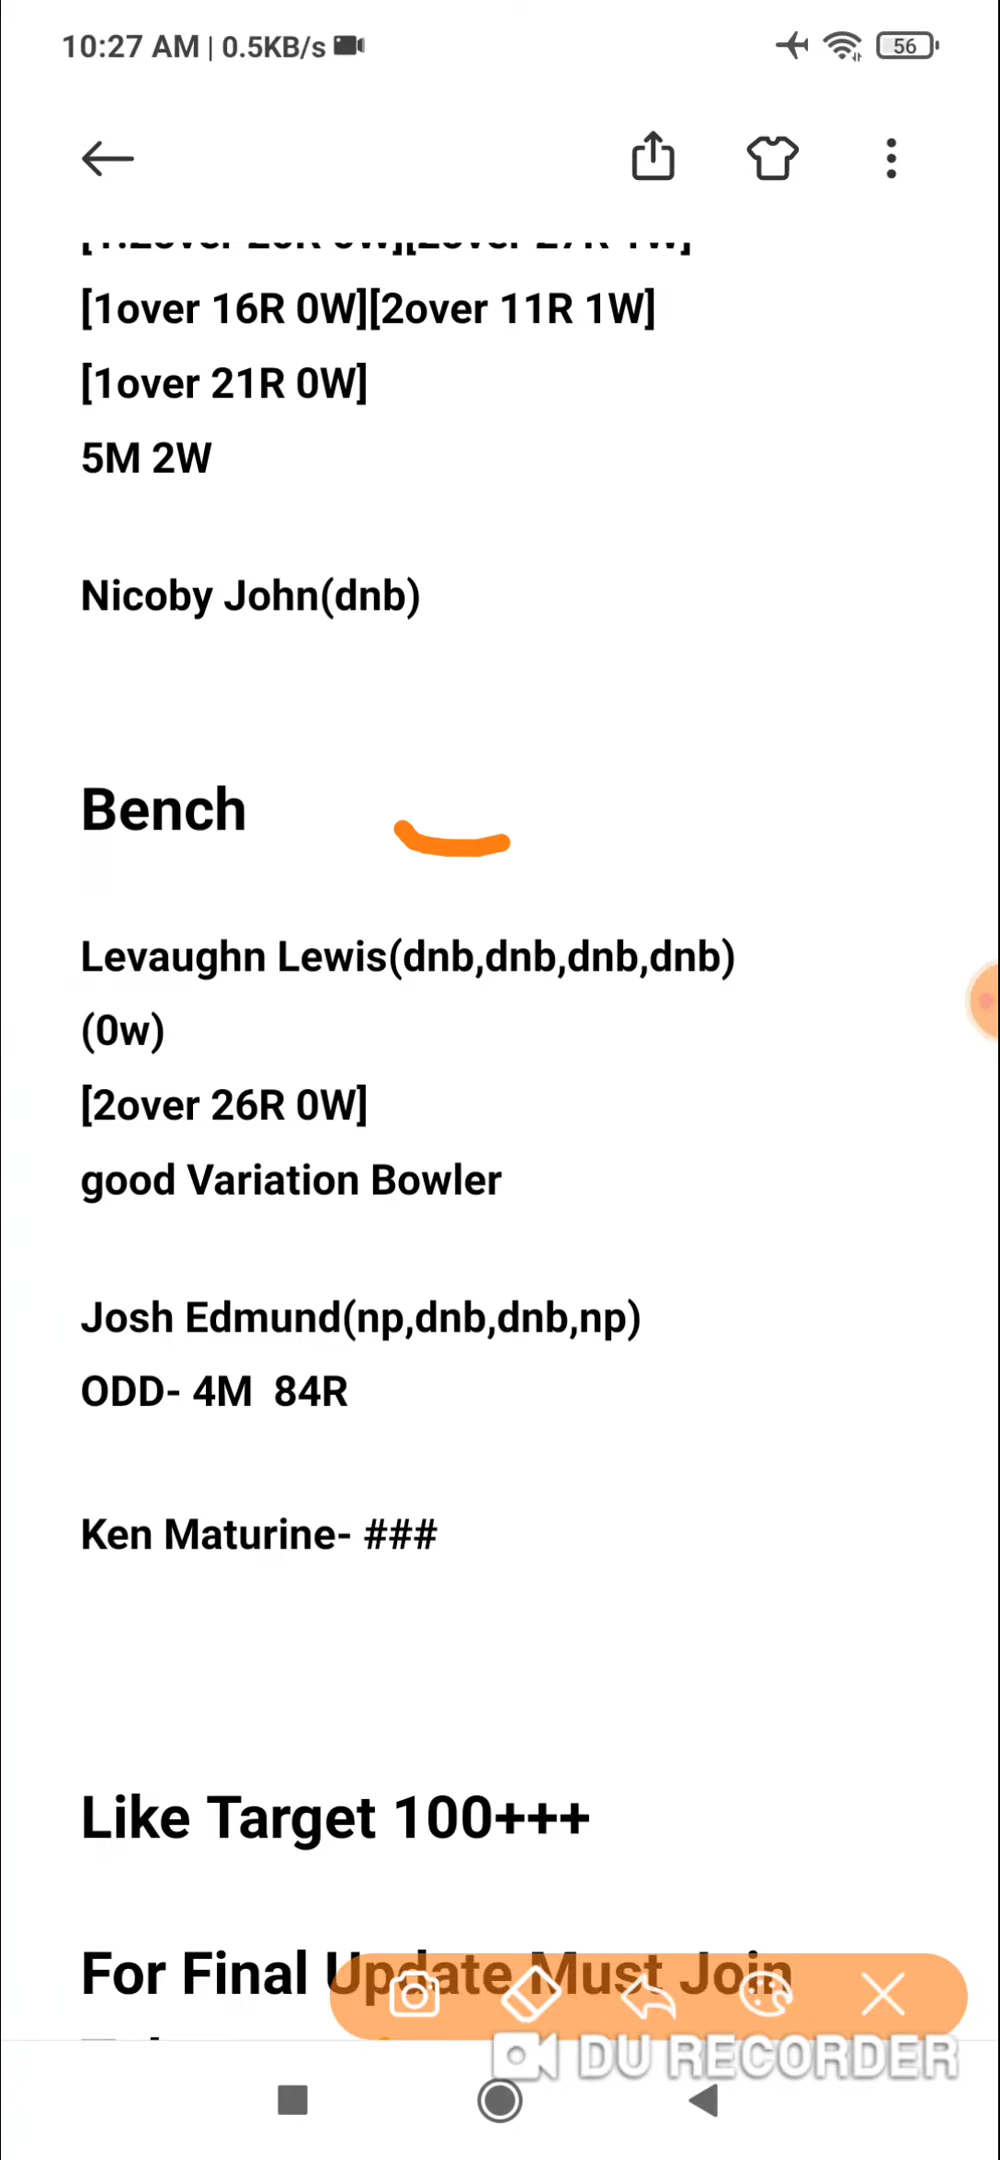 10:27 AM | 0.5KB/s
56
[1over 16R 0W][2over 11R 1W]
[1over 21R 0W]
5M 2W
Nicoby John(dnb)
Bench
Levaughn Lewis(dnb,dnb,dnb,dnb)
(0w)
[2over 26R 0W]
good Variation Bowler
Josh Edmund(np,dnb,dnb,np)
ODD- 4M  84R
Ken Maturine- ###
Like Target 100+++
For Final Update Must Join
DU RECORDER